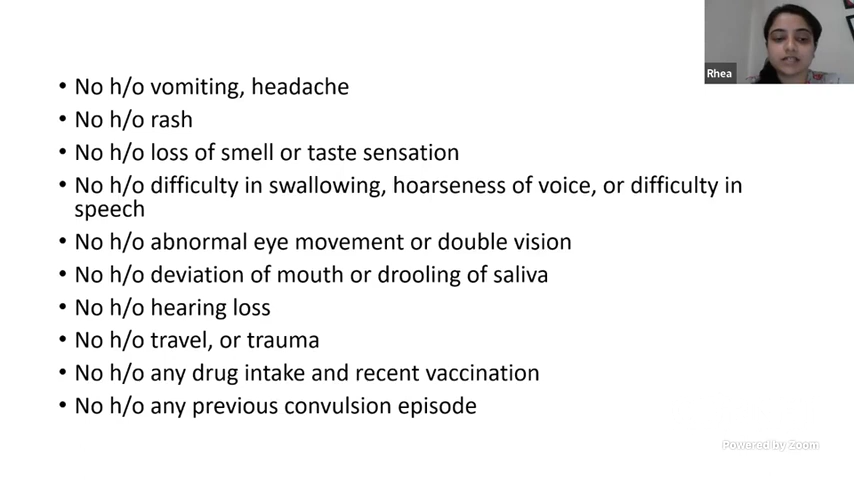 Rhea
• No h/o vomiting, headache
• No h/o rash
• No h/o loss of smell or taste sensation
• No h/o difficulty in swallowing, hoarseness of voice, or difficulty in
speech
• No h/o abnormal eye movement or double vision
• No h/o deviation of mouth or drooling of saliva
• No h/o hearing loss
• No h/o travel, or trauma
• No h/o any drug intake and recent vaccination
• No h/o any previous convulsion episode
Powered by Zoom